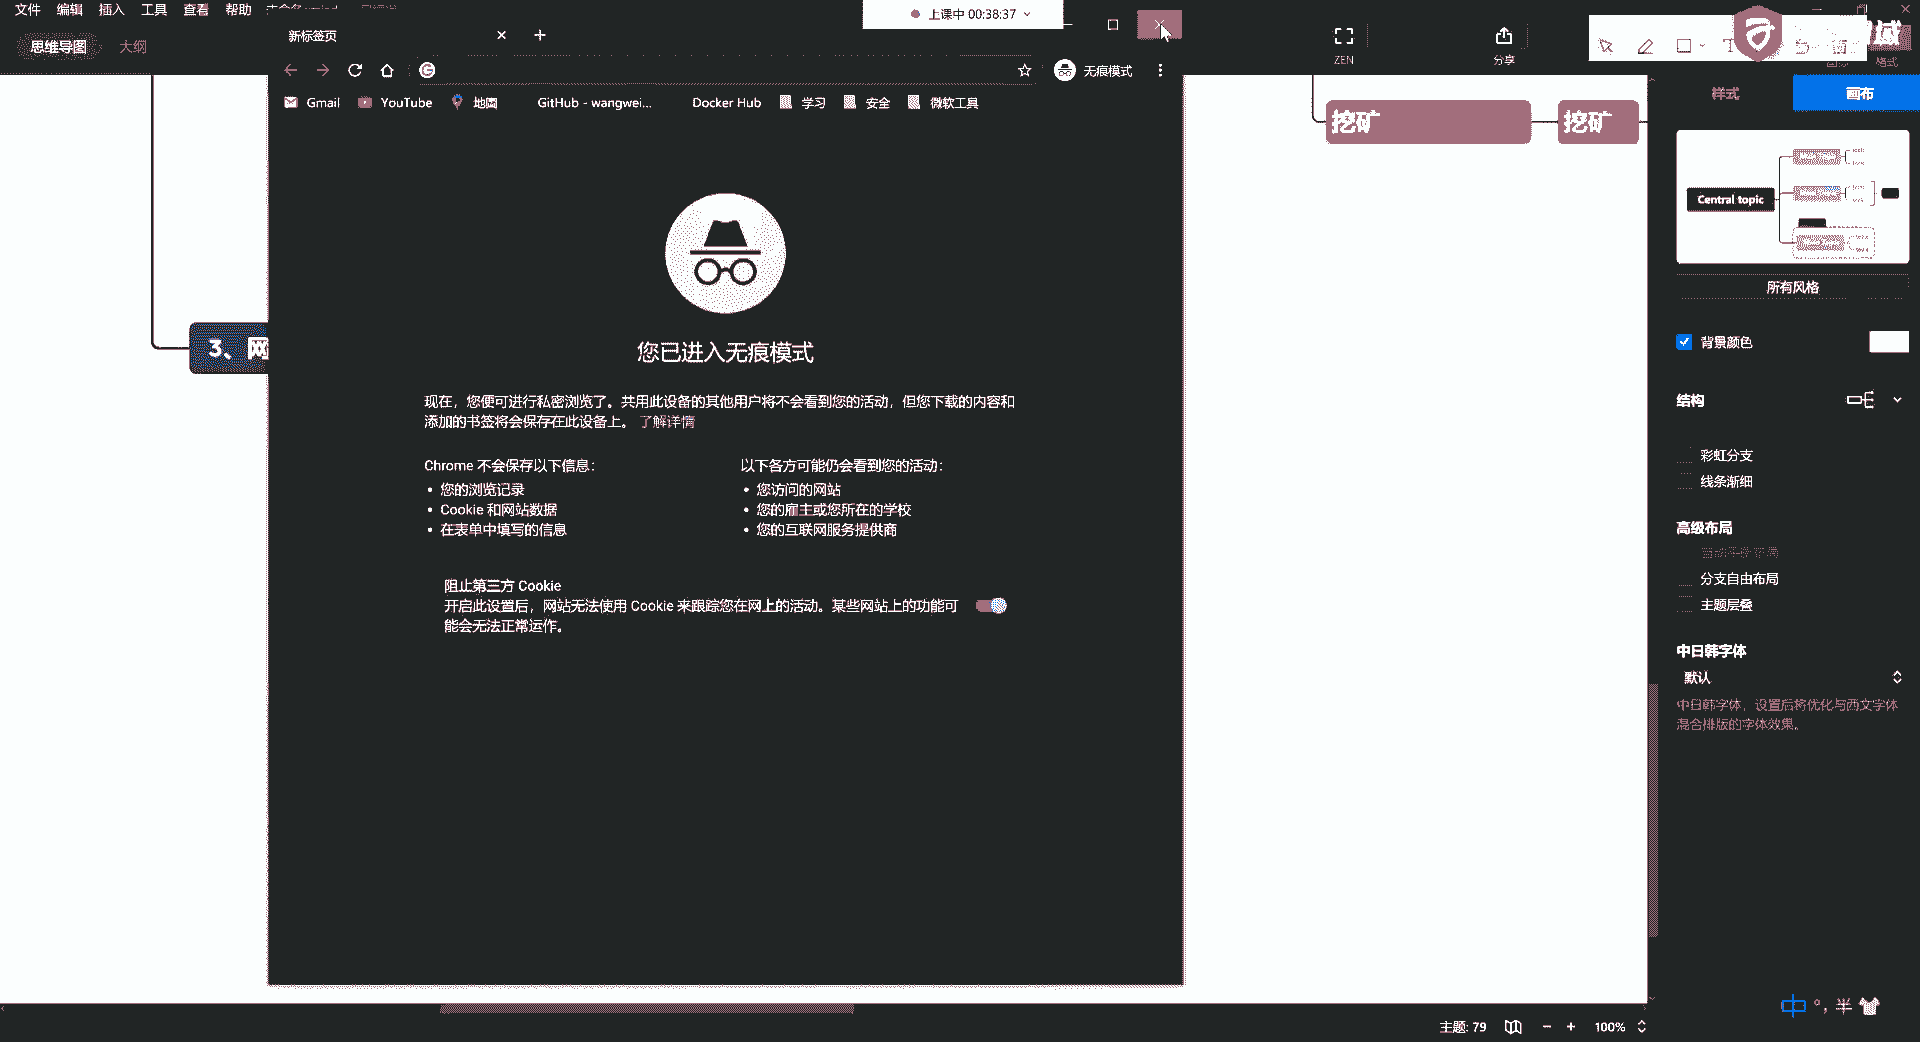 文件 编辑 插入 工具 查看 帮助
上课中 00:38:37
思维导图 大纲
新标签页
ZEN
分享
格式
无痕模式
Gmail YouTube 地图 GitHub - wangwei... Docker Hub 学习 安全 微软工具
样式 画布
挖矿 挖矿
Central topic
所有风格
3、网
您已进入无痕模式
背景颜色
现在，您便可进行私密浏览了。共用此设备的其他用户将不会看到您的活动，但您下载的内容和
添加的书签将会保存在此设备上。 了解详情
结构
Chrome 不会保存以下信息：
您的浏览记录
Cookie 和网站数据
在表单中填写的信息
以下各方可能仍会看到您的活动：
您访问的网站
您的雇主或您所在的学校
您的互联网服务提供商
彩虹分支
线条渐细
高级布局
分支自由布局
主题层叠
阻止第三方 Cookie
开启此设置后，网站无法使用 Cookie 来跟踪您在网上的活动。某些网站上的功能可
能会无法正常运作。
中日韩字体
默认
中日韩字体，设置后将优化与西文字体
混合排版的字体效果。
中 °, 半
主题: 79 100%